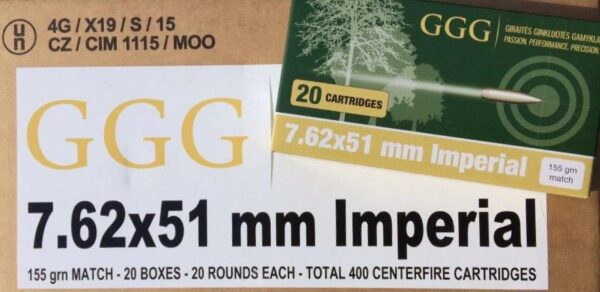 un
4G / X19 / S / 15
CZ / CIM 1115 / MOO
GGG
7.62x51 mm Imperial
155 grn MATCH - 20 BOXES - 20 ROUNDS EACH - TOTAL 400 CENTERFIRE CARTRIDGES
GGG
GIRAITĖS GINKLUOTĖS GAMYKLA
PASSION. PERFORMANCE. PRECISION
20 CARTRIDGES
7.62x51 mm Imperial
155 grn
match